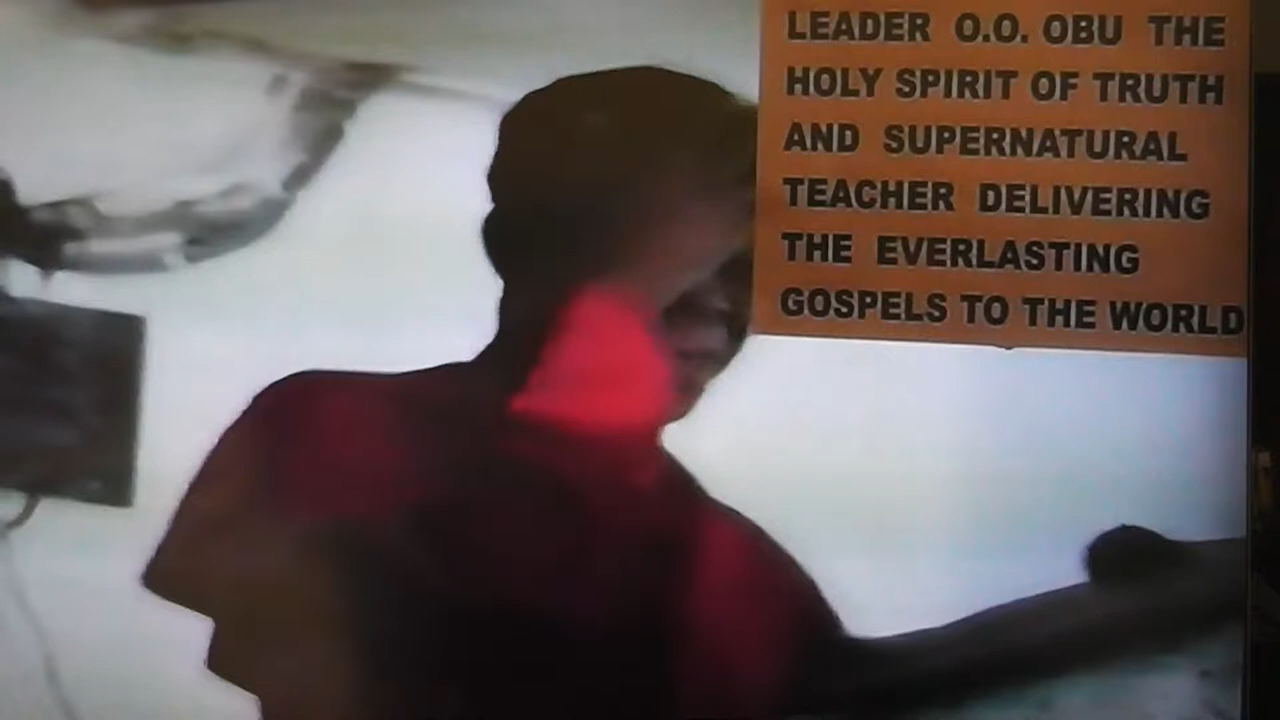 LEADER O.O. OBU THE
HOLY SPIRIT OF TRUTH
AND SUPERNATURAL
TEACHER DELIVERING
THE EVERLASTING
GOSPELS TO THE WORLD